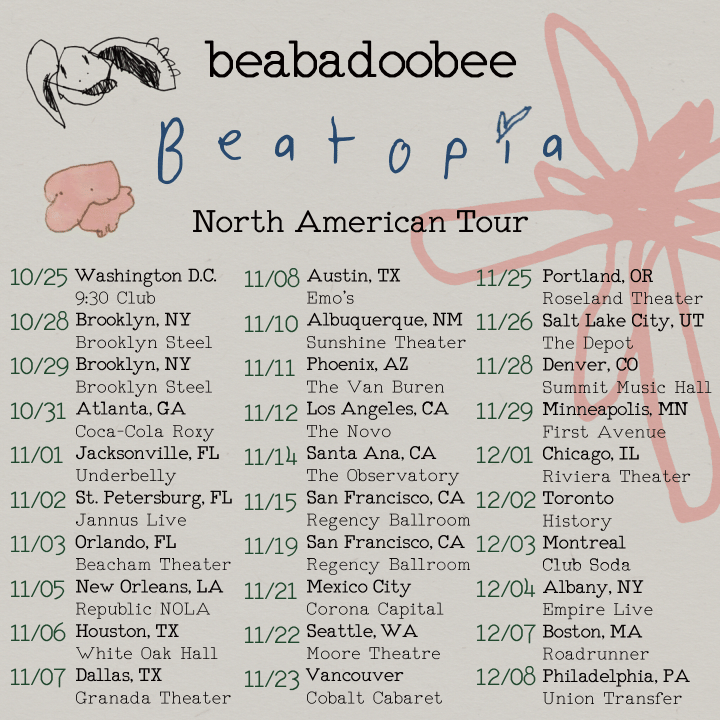 beabadoobee
Beatopia
North American Tour
10/25 Washington D.C.
9:30 Club
10/28 Brooklyn, NY
Brooklyn Steel
10/29 Brooklyn, NY
Brooklyn Steel
10/31 Atlanta, GA
Coca-Cola Roxy
11/01 Jacksonville, FL
Underbelly
11/02 St. Petersburg, FL
Jannus Live
11/03 Orlando, FL
Beacham Theater
11/05 New Orleans, LA
Republic NOLA
11/06 Houston, TX
White Oak Hall
11/07 Dallas, TX
Granada Theater
11/08 Austin, TX
Emo's
11/10 Albuquerque, NM
Sunshine Theater
11/11 Phoenix, AZ
The Van Buren
11/12 Los Angeles, CA
The Novo
11/14 Santa Ana, CA
The Observatory
11/15 San Francisco, CA
Regency Ballroom
11/19 San Francisco, CA
Regency Ballroom
11/21 Mexico City
Corona Capital
11/22 Seattle, WA
Moore Theatre
11/23 Vancouver
Cobalt Cabaret
11/25 Portland, OR
Roseland Theater
11/26 Salt Lake City, UT
The Depot
11/28 Denver, CO
Summit Music Hall
11/29 Minneapolis, MN
First Avenue
12/01 Chicago, IL
Riviera Theater
12/02 Toronto
History
12/03 Montreal
Club Soda
12/04 Albany, NY
Empire Live
12/07 Boston, MA
Roadrunner
12/08 Philadelphia, PA
Union Transfer